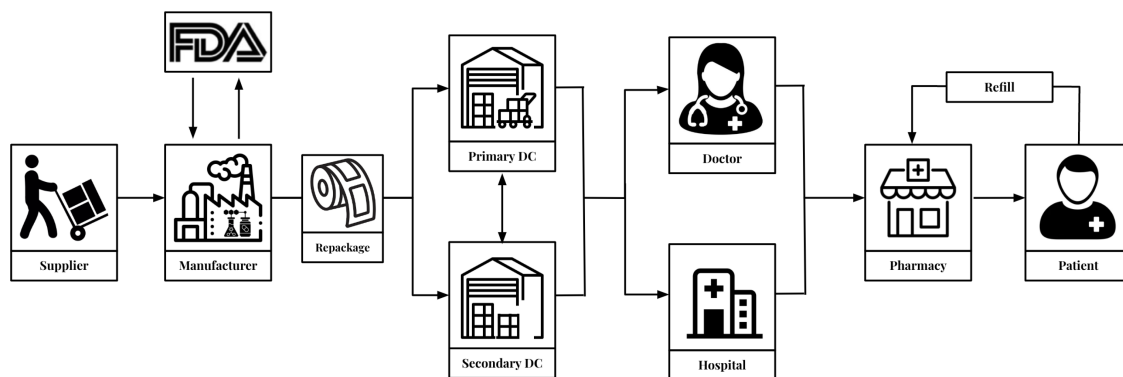 FDA
Supplier
Manufacturer
Repackage
Primary DC
Secondary DC
Doctor
Hospital
Pharmacy
Refill
Patient